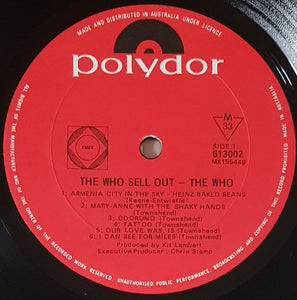 MADE AND DISTRIBUTED IN AUSTRALIA UNDER LICENCE
polydor
M
33
SIDE 1
613002
MX195449
THE WHO SELL OUT – THE WHO
1: ARMENIA CITY IN THE SKY - HEINZ BAKED BEANS
(Keene-Entwistle)
2: MARY-ANNE WITH THE SHAKY HANDS
(Townshend)
3: ODORONO: (Townshend)
4: TATTOO (Townshend)
5: OUR LOVE WAS: IS (Townshend)
6: I CAN SEE FOR MILES (Townshend)
Produced by Kit Lambert
Executive Producer : Chris Stamp
ALL RIGHTS OF THE MANUFACTURER AND OF THE OWNER OF THE RECORDED WORK RESERVED. UNAUTHORISED PUBLIC PERFORMANCE, BROADCASTING AND COPYING OF THIS RECORD PROHIBITED